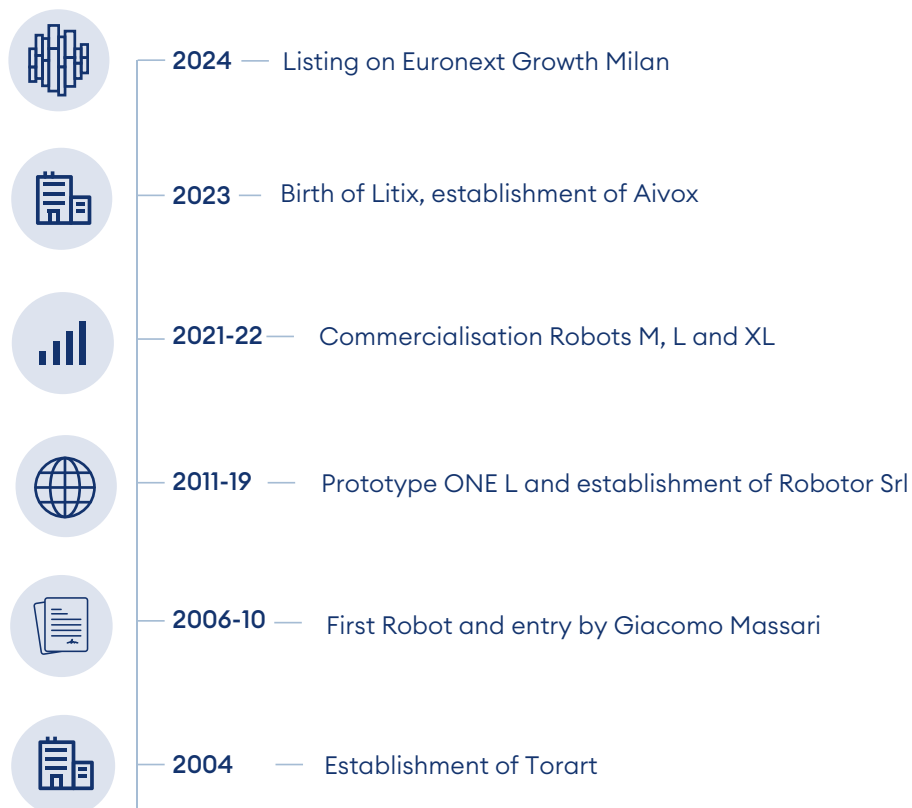 2024 Listing on Euronext Growth Milan
2023 Birth of Litix, establishment of Aivox
2021-22 Commercialisation Robots M, L and XL
2011-19 Prototype ONE L and establishment of Robotor Srl
2006-10 First Robot and entry by Giacomo Massari
2004 Establishment of Torart